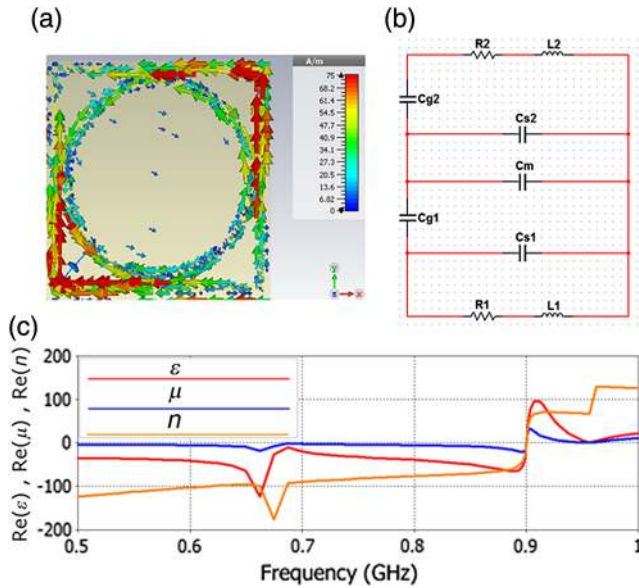 (a)
A/m
75
68.2
61.4
54.6
47.7
40.9
34.1
27.3
20.5
13.6
6.82
0
y
z
x
(b)
R2
L2
Cg2
Cs2
Cm
Cg1
Cs1
R1
L1
(c)
Re(ε) , Re(μ) , Re(n)
200
100
0
-100
-200
ε
μ
n
0.5
0.6
0.7
0.8
0.9
1
Frequency (GHz)